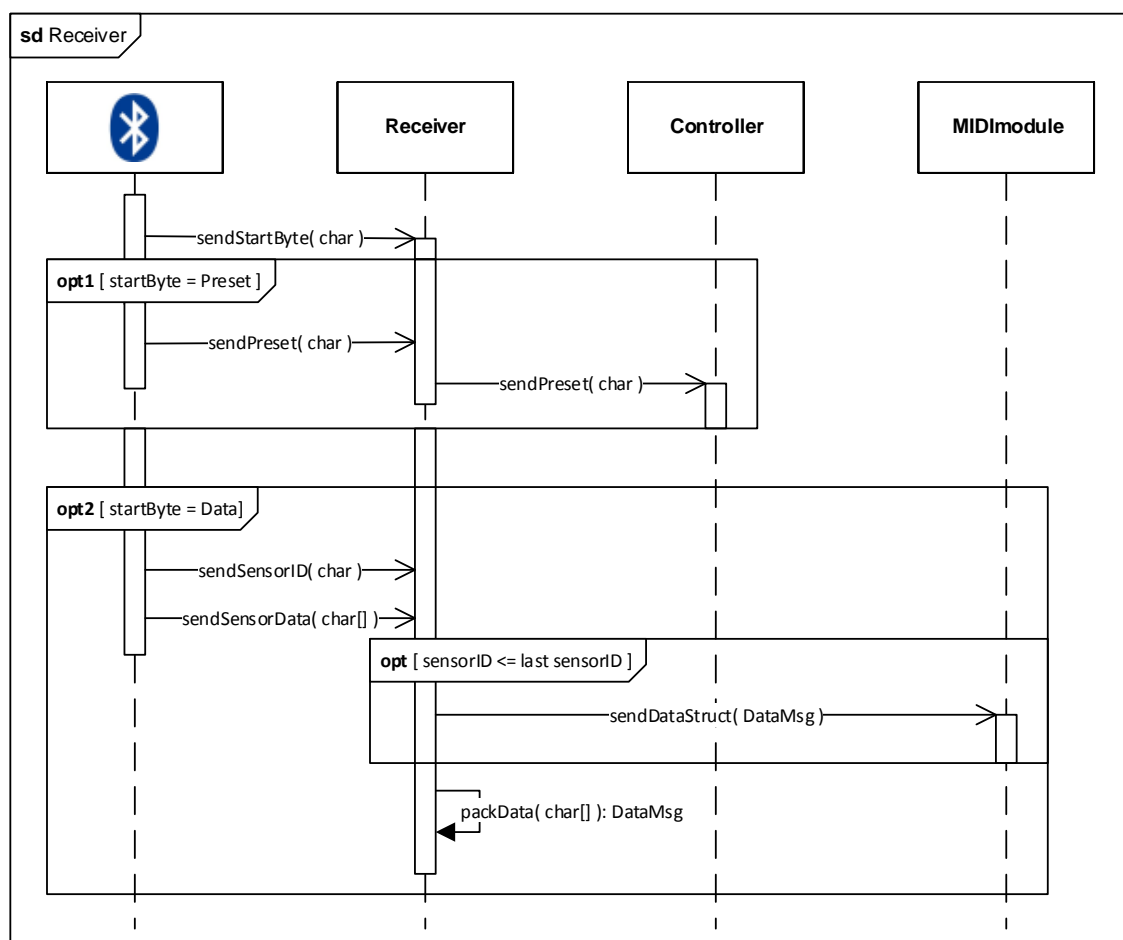 sd Receiver
Receiver
Controller
MIDImodule
sendStartByte( char )
opt1 [ startByte = Preset ]
sendPreset( char )
sendPreset( char )
opt2 [ startByte = Data]
sendSensorID( char )
sendSensorData( char[] )
opt [ sensorID <= last sensorID ]
sendDataStruct( DataMsg )
packData( char[] ): DataMsg